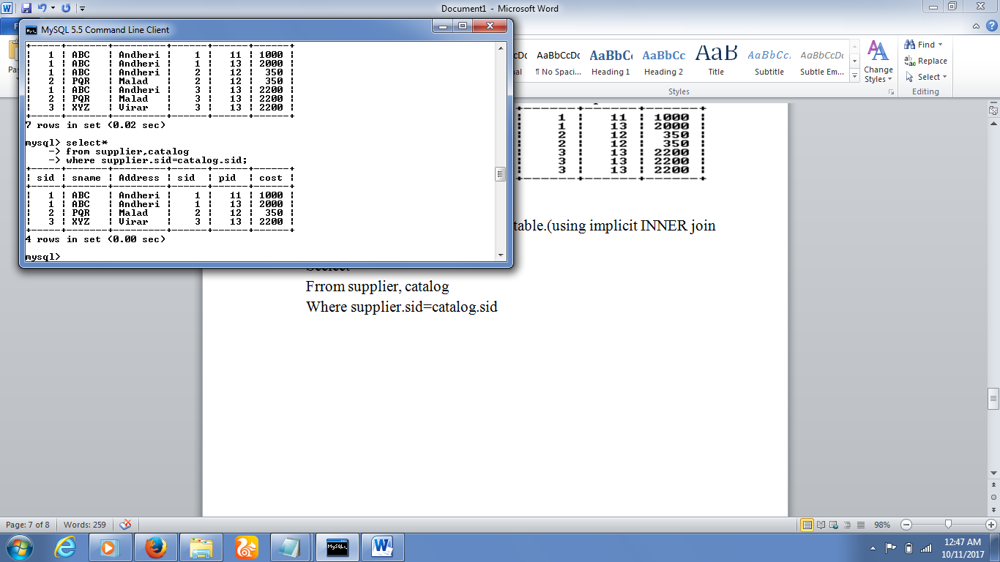 Document1 - Microsoft Word
MySQL 5.5 Command Line Client
AaBbCcDc AaBbCc AaBbCc AaB AaBbCc. AaBbCcDc
¶ No Spaci... Heading 1 Heading 2 Title Subtitle Subtle Em...
Change Styles
Find
Replace
Select
Styles
Editing
+-----+-------+---------+-----+-----+------+
| 1 | ABC | Andheri | 1 | 11 | 1000 |
| 1 | ABC | Andheri | 1 | 13 | 2000 |
| 1 | ABC | Andheri | 2 | 12 | 350 |
| 2 | PQR | Malad | 2 | 12 | 350 |
| 1 | ABC | Andheri | 3 | 13 | 2200 |
| 2 | PQR | Malad | 3 | 13 | 2200 |
| 3 | XYZ | Virar | 3 | 13 | 2200 |
+-----+-------+---------+-----+-----+------+
7 rows in set (0.02 sec)
mysql> select*
-> from supplier,catalog
-> where supplier.sid=catalog.sid;
+-----+-------+---------+-----+-----+------+
| sid | sname | Address | sid | pid | cost |
+-----+-------+---------+-----+-----+------+
| 1 | ABC | Andheri | 1 | 11 | 1000 |
| 1 | ABC | Andheri | 1 | 13 | 2000 |
| 2 | PQR | Malad | 2 | 12 | 350 |
| 3 | XYZ | Virar | 3 | 13 | 2200 |
+-----+-------+---------+-----+-----+------+
4 rows in set (0.00 sec)
mysql>
| 1 | 11 | 1000 |
| 1 | 13 | 2000 |
| 2 | 12 | 350 |
| 2 | 12 | 350 |
| 3 | 13 | 2200 |
| 3 | 13 | 2200 |
| 3 | 13 | 2200 |
table.(using implicit INNER join
Frrom supplier, catalog
Where supplier.sid=catalog.sid
Page: 7 of 8 Words: 259
98%
MySQL
12:47 AM
10/11/2017